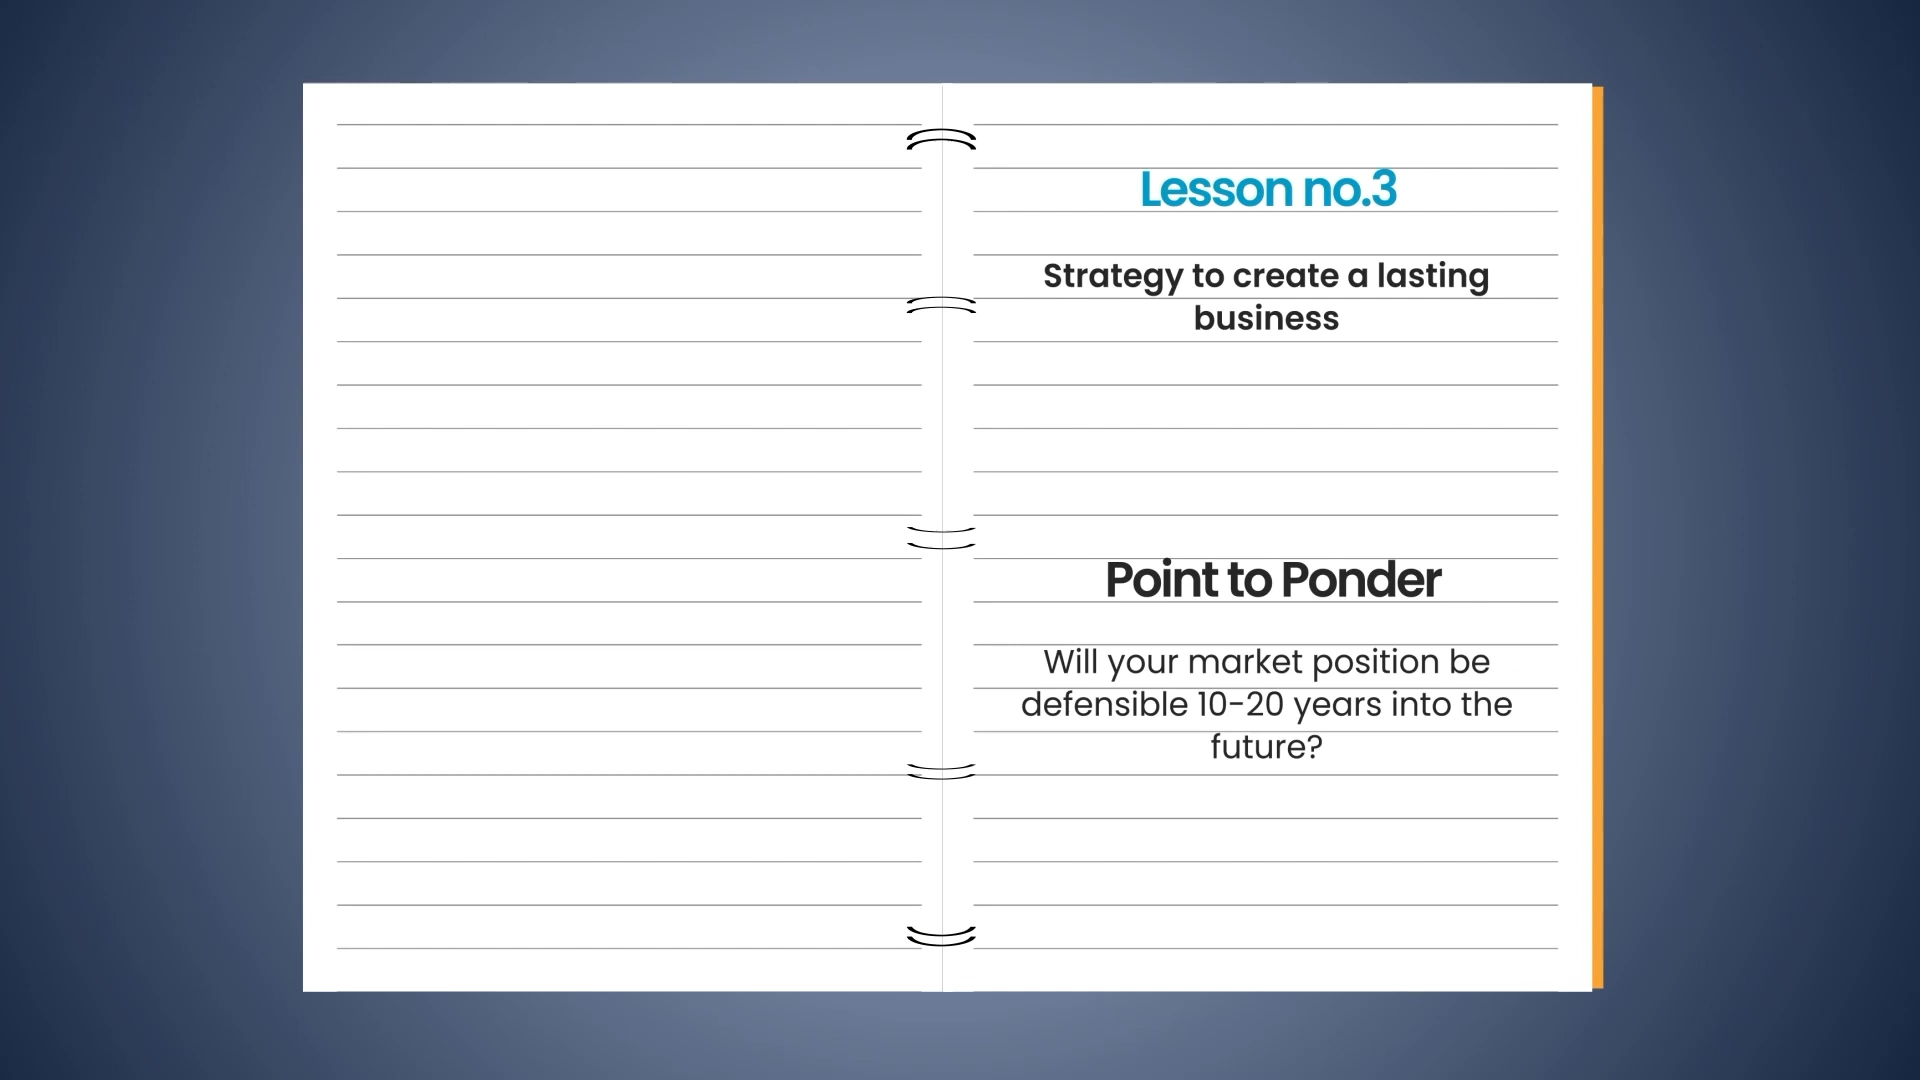 Lesson no.3
Strategy to create a lasting
business
Point to Ponder
Will your market position be
defensible 10-20 years into the
future?